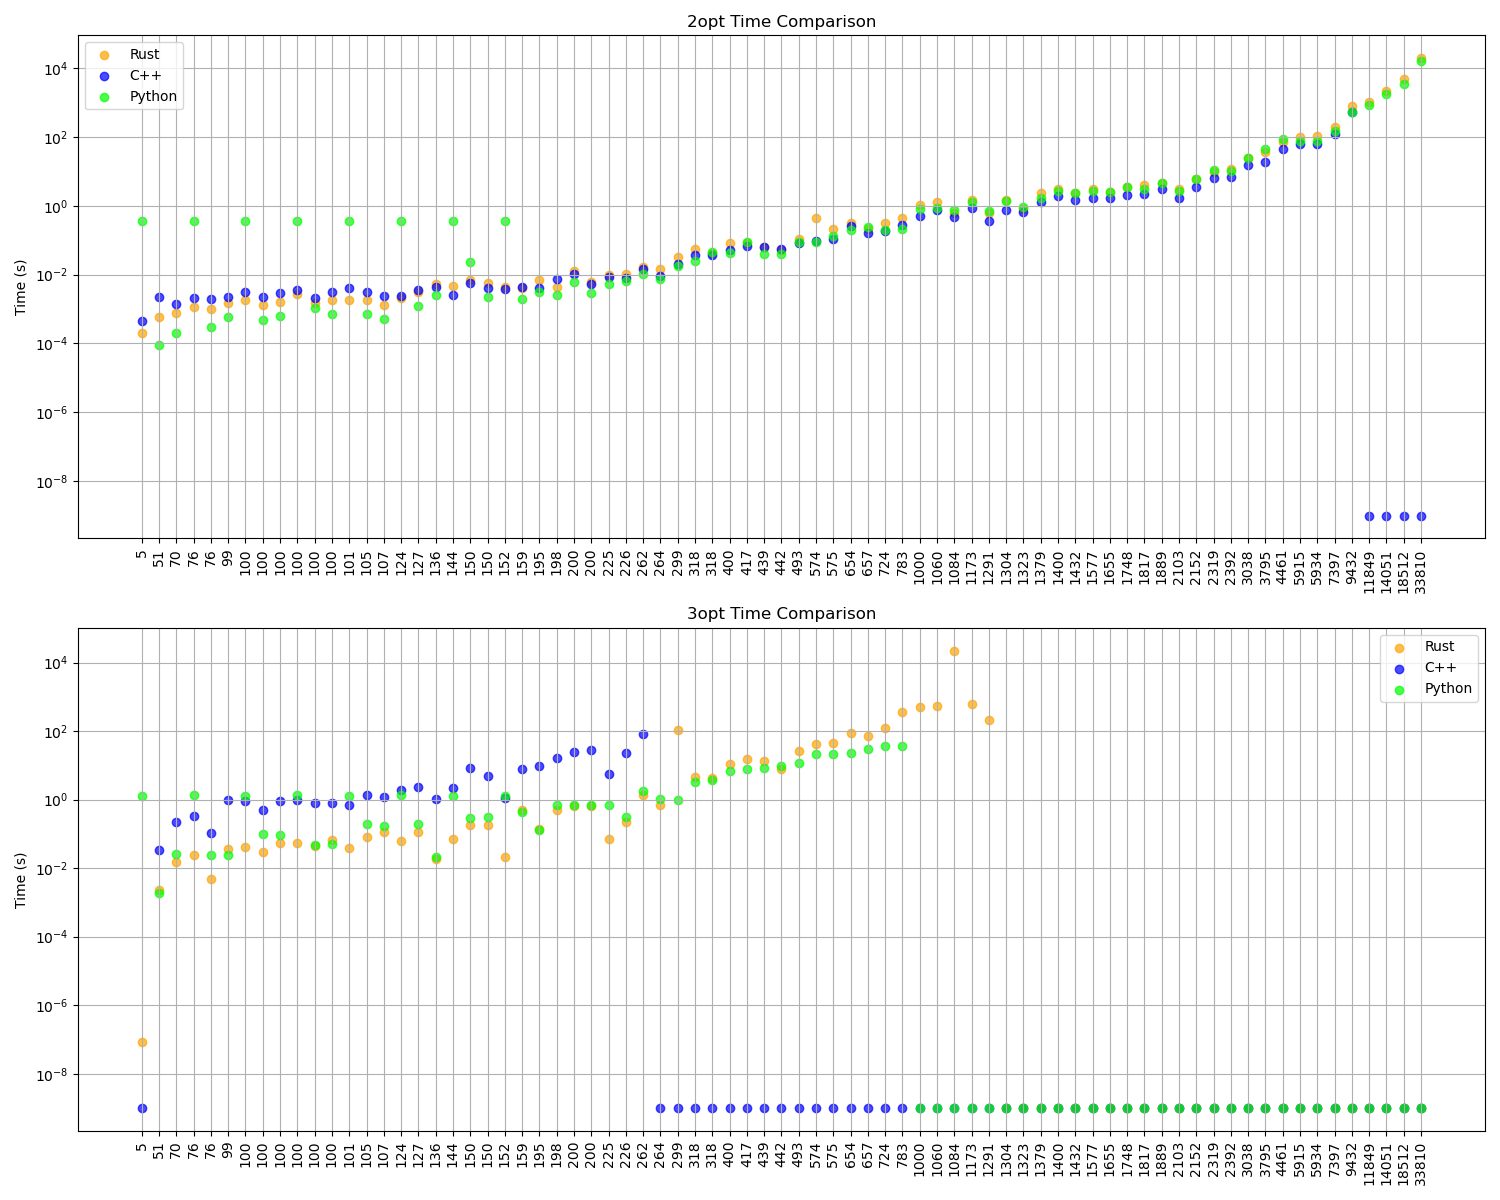 2opt Time Comparison
Rust
C++
Python
Time (s)
10^4
10^2
10^0
10^−2
10^−4
10^−6
10^−8
5 51 70 76 76 99 100 100 100 100 100 100 101 105 107 124 127 136 144 150 150 152 159 195 198 200 200 225 226 262 264 299 318 318 400 417 439 442 493 574 575 654 657 724 783 1000 1060 1084 1173 1291 1304 1323 1379 1400 1432 1577 1655 1748 1817 1889 2103 2152 2319 2392 3038 3795 4461 5915 5934 7397 9432 11849 14051 18512 33810
3opt Time Comparison
Rust
C++
Python
Time (s)
10^4
10^2
10^0
10^−2
10^−4
10^−6
10^−8
5 51 70 76 76 99 100 100 100 100 100 100 101 105 107 124 127 136 144 150 150 152 159 195 198 200 200 225 226 262 264 299 318 318 400 417 439 442 493 574 575 654 657 724 783 1000 1060 1084 1173 1291 1304 1323 1379 1400 1432 1577 1655 1748 1817 1889 2103 2152 2319 2392 3038 3795 4461 5915 5934 7397 9432 11849 14051 18512 33810